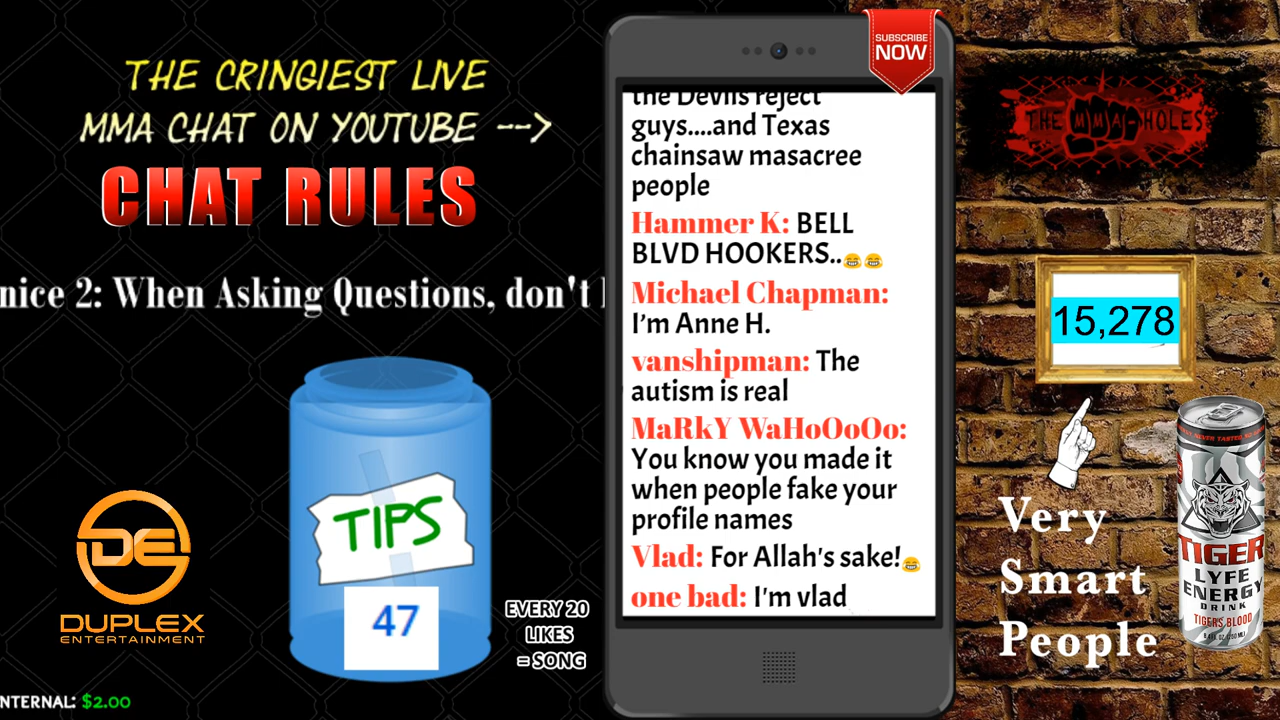 THE CRINGIEST LIVE
MMA CHAT ON YOUTUBE -->
CHAT RULES
nice 2: When Asking Questions, don't
TIPS
47
EVERY 20
LIKES
= SONG
DE
DUPLEX
ENTERTAINMENT
NTERNAL: $2.00
SUBSCRIBE
NOW
the Devils reject
guys....and Texas
chainsaw masacree
people
Hammer K: BELL
BLVD HOOKERS..😂😂
Michael Chapman:
I'm Anne H.
vanshipman: The
autism is real
MaRkY WaHoOoOo:
You know you made it
when people fake your
profile names
Vlad: For Allah's sake!😂
one bad: I'm vlad
THE MMA-HOLES
15,278
Very
Smart
People
TIGER
LYFE
ENERGY
DRINK
TIGER'S BLOOD